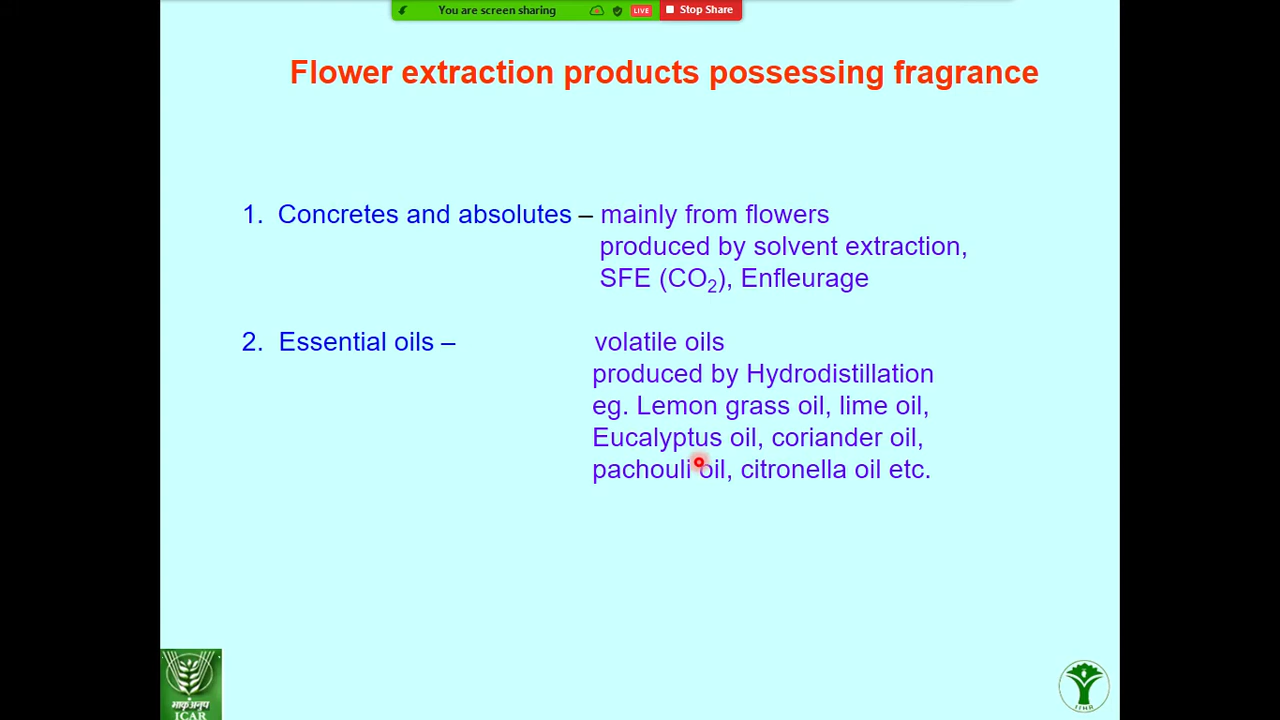 You are screen sharing LIVE Stop Share
Flower extraction products possessing fragrance
1. Concretes and absolutes – mainly from flowers
produced by solvent extraction,
SFE (CO₂), Enfleurage
2. Essential oils – volatile oils
produced by Hydrodistillation
eg. Lemon grass oil, lime oil,
Eucalyptus oil, coriander oil,
pachouli oil, citronella oil etc.
भाकृअनुप
ICAR
IIHR